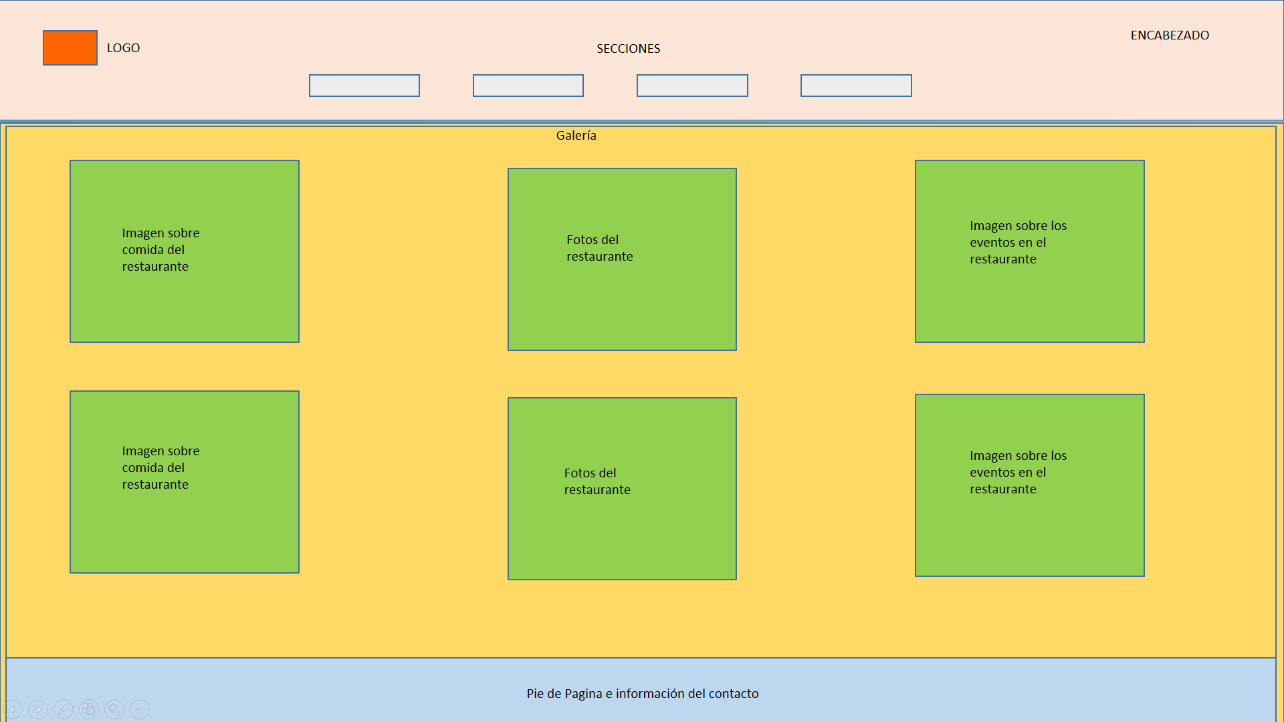 LOGO
SECCIONES
ENCABEZADO
Galería
Imagen sobre
comida del
restaurante
Fotos del
restaurante
Imagen sobre los
eventos en el
restaurante
Imagen sobre
comida del
restaurante
Fotos del
restaurante
Imagen sobre los
eventos en el
restaurante
Pie de Pagina e información del contacto